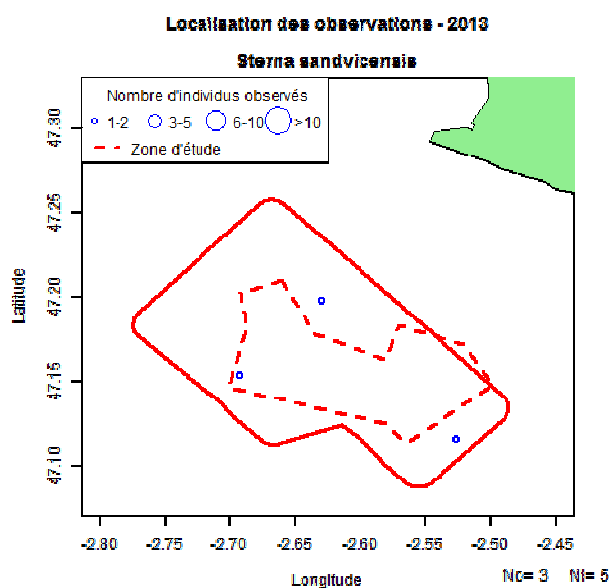 Localisation des observations - 2013
Sterna sandvicensis
Nombre d'individus observés
1-2 3-5 6-10 >10
Zone d'étude
Latitude
47.30
47.25
47.20
47.15
47.10
-2.80 -2.75 -2.70 -2.65 -2.60 -2.55 -2.50 -2.45
Longitude
No= 3 Ni= 5